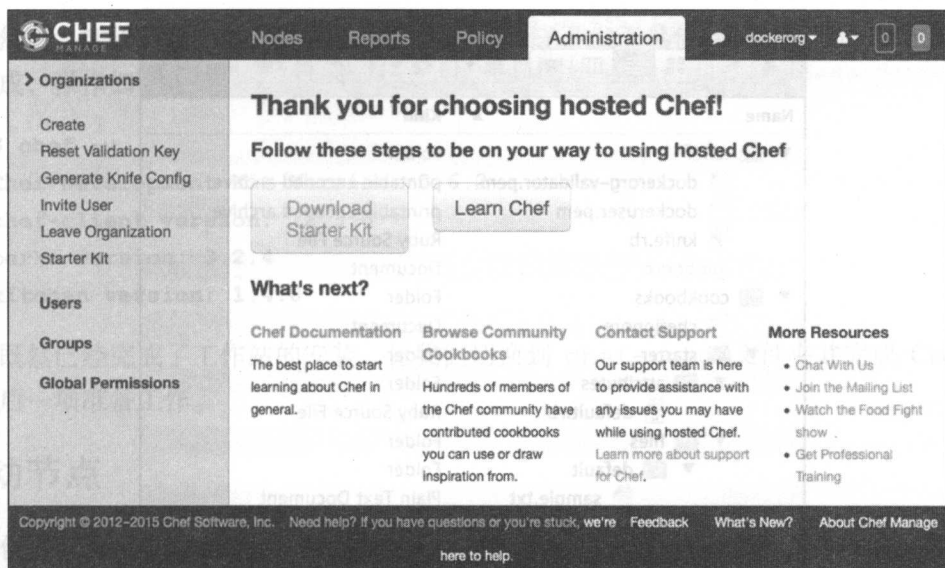 CHEF
MANAGE
Nodes Reports Policy Administration dockerorg 0 0
Organizations
Create
Reset Validation Key
Generate Knife Config
Invite User
Leave Organization
Starter Kit
Users
Groups
Global Permissions
Thank you for choosing hosted Chef!
Follow these steps to be on your way to using hosted Chef
Download
Starter Kit
Learn Chef
What's next?
Chef Documentation
The best place to start
learning about Chef in
general.
Browse Community
Cookbooks
Hundreds of members of
the Chef community have
contributed cookbooks
you can use or draw
inspiration from.
Contact Support
Our support team is here
to provide assistance with
any issues you may have
while using hosted Chef.
Learn more about support
for Chef.
More Resources
• Chat With Us
• Join the Mailing List
• Watch the Food Fight
show
• Get Professional
Training
Copyright © 2012–2015 Chef Software, Inc. Need help? If you have questions or you're stuck, we're Feedback What's New? About Chef Manage
here to help.